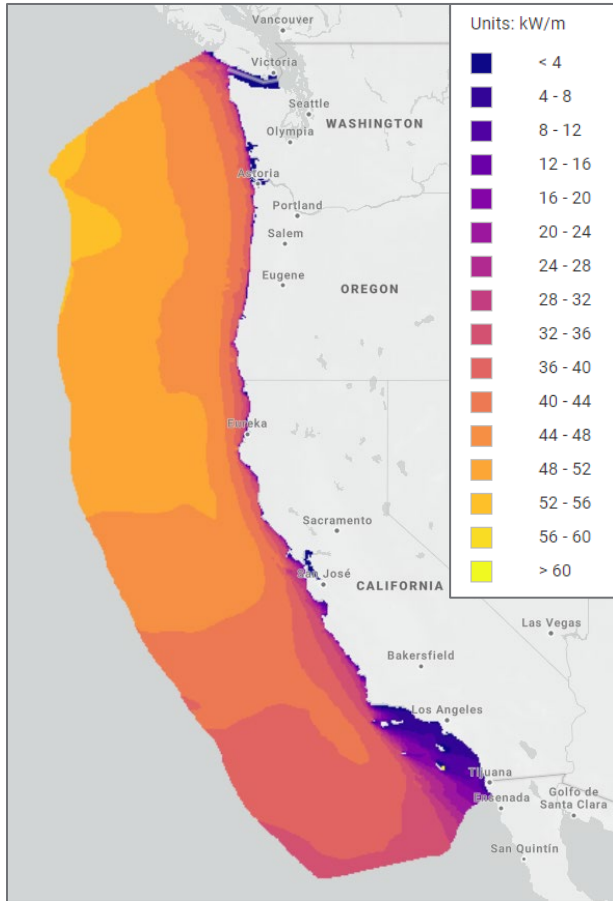 Vancouver
Victoria
Seattle
Olympia
WASHINGTON
Astoria
Portland
Salem
Eugene
OREGON
Eureka
Sacramento
San José
CALIFORNIA
Las Vegas
Bakersfield
Los Angeles
Tijuana
Ensenada
Golfo de
Santa Clara
San Quintín
Units: kW/m
< 4
4 - 8
8 - 12
12 - 16
16 - 20
20 - 24
24 - 28
28 - 32
32 - 36
36 - 40
40 - 44
44 - 48
48 - 52
52 - 56
56 - 60
> 60